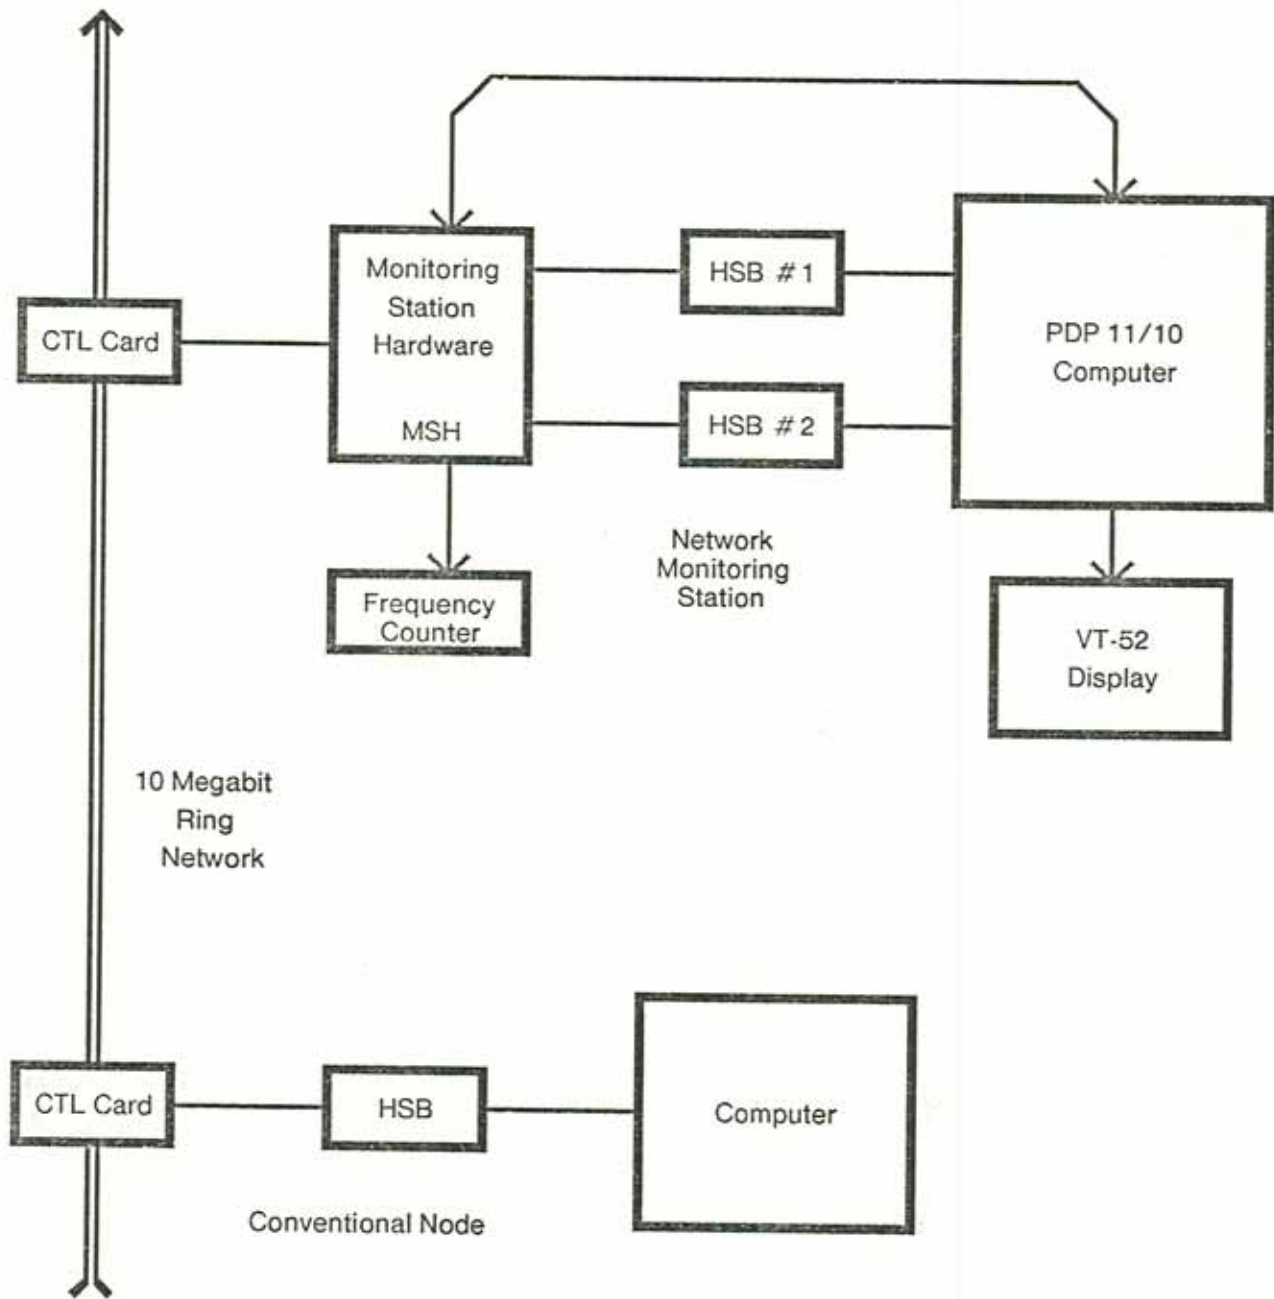 Monitoring
Station
Hardware
MSH
HSB #1
HSB #2
PDP 11/10
Computer
CTL Card
Frequency
Counter
Network
Monitoring
Station
VT-52
Display
10 Megabit
Ring
Network
CTL Card
HSB
Computer
Conventional Node